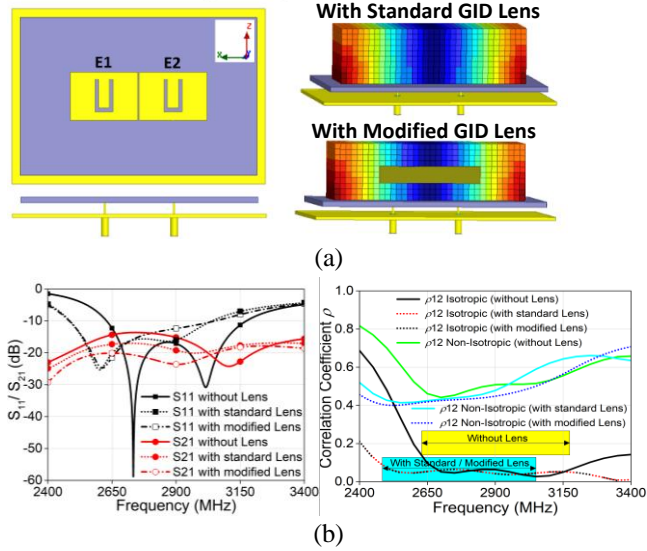 With Standard GID Lens
Z
X
Y
E1 E2
With Modified GID Lens
(a)
S11/ S21 (dB)
0
-10
-20
-30
-40
-50
-60
S11 without Lens
S11 with standard Lens
S11 with modified Lens
S21 without Lens
S21 with standard Lens
S21 with modified Lens
2400 2650 2900 3150 3400
Frequency (MHz)
Correlation Coefficient ρ
1.0
0.8
0.6
0.4
0.2
0.0
ρ12 Isotropic (without Lens)
ρ12 Isotropic (with standard Lens)
ρ12 Isotropic (with modified Lens)
ρ12 Non-Isotropic (without Lens)
ρ12 Non-Isotropic (with standard Lens)
ρ12 Non-Isotropic (with modified Lens)
Without Lens
With Standard / Modified Lens
2400 2650 2900 3150 3400
Frequency (MHz)
(b)